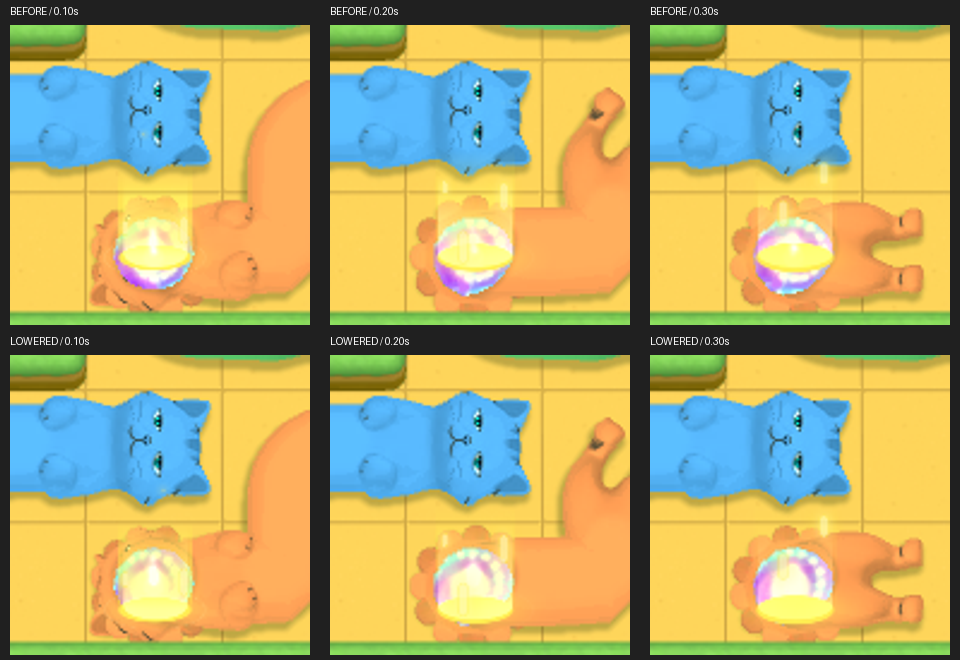 BEFORE / 0.10s
BEFORE / 0.20s
BEFORE / 0.30s
LOWERED / 0.10s
LOWERED / 0.20s
LOWERED / 0.30s